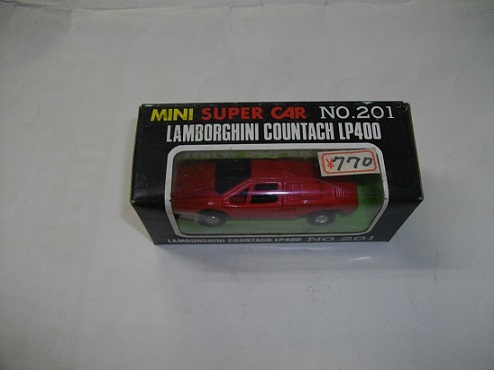 MINI SUPER CAR NO.201
LAMBORGHINI COUNTACH LP400
¥770
LAMBORGHINI COUNTACH LP400 NO.201